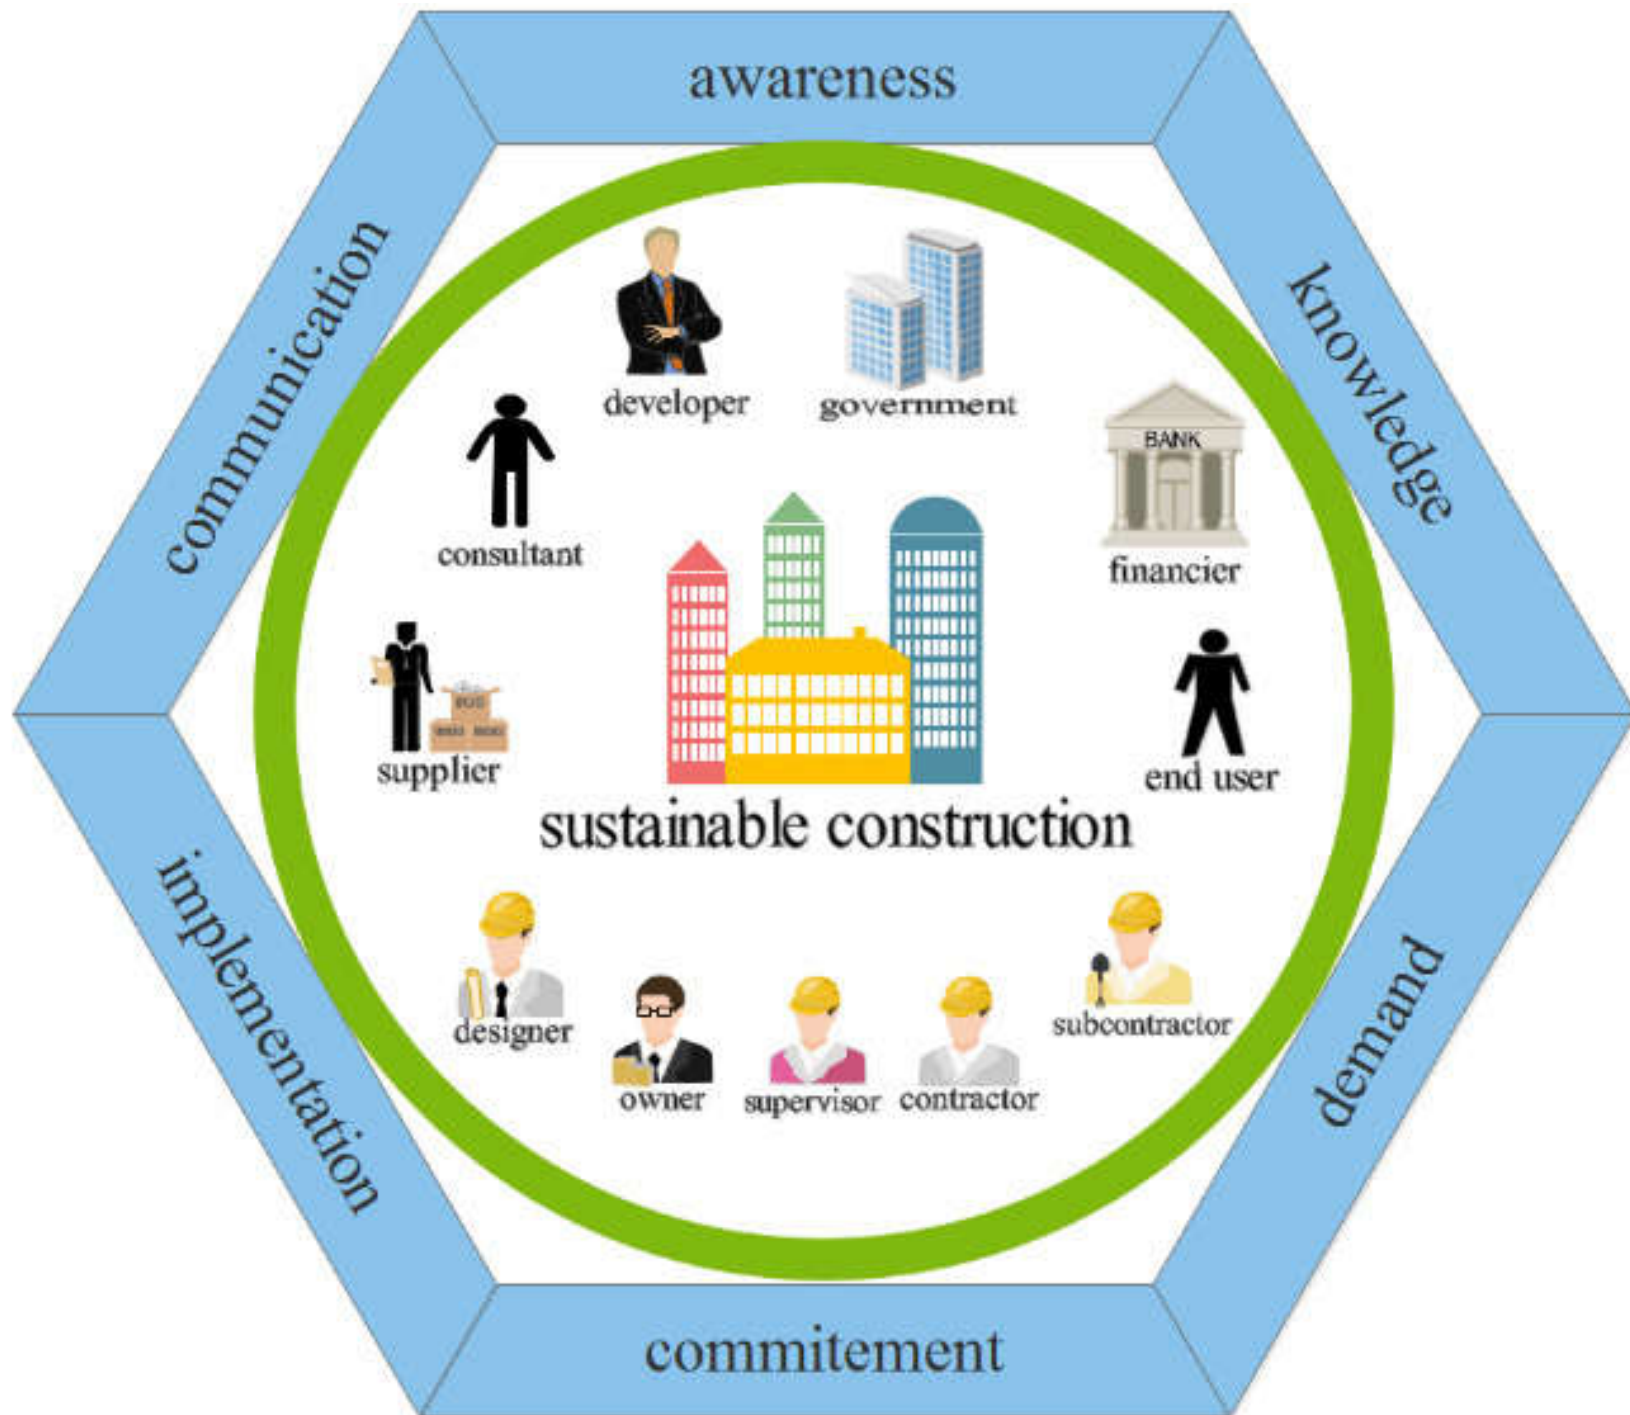 awareness
communication
knowledge
developer
government
BANK
consultant
financier
supplier
end user
sustainable construction
implementation
demand
designer
subcontractor
owner
supervisor
contractor
commitement